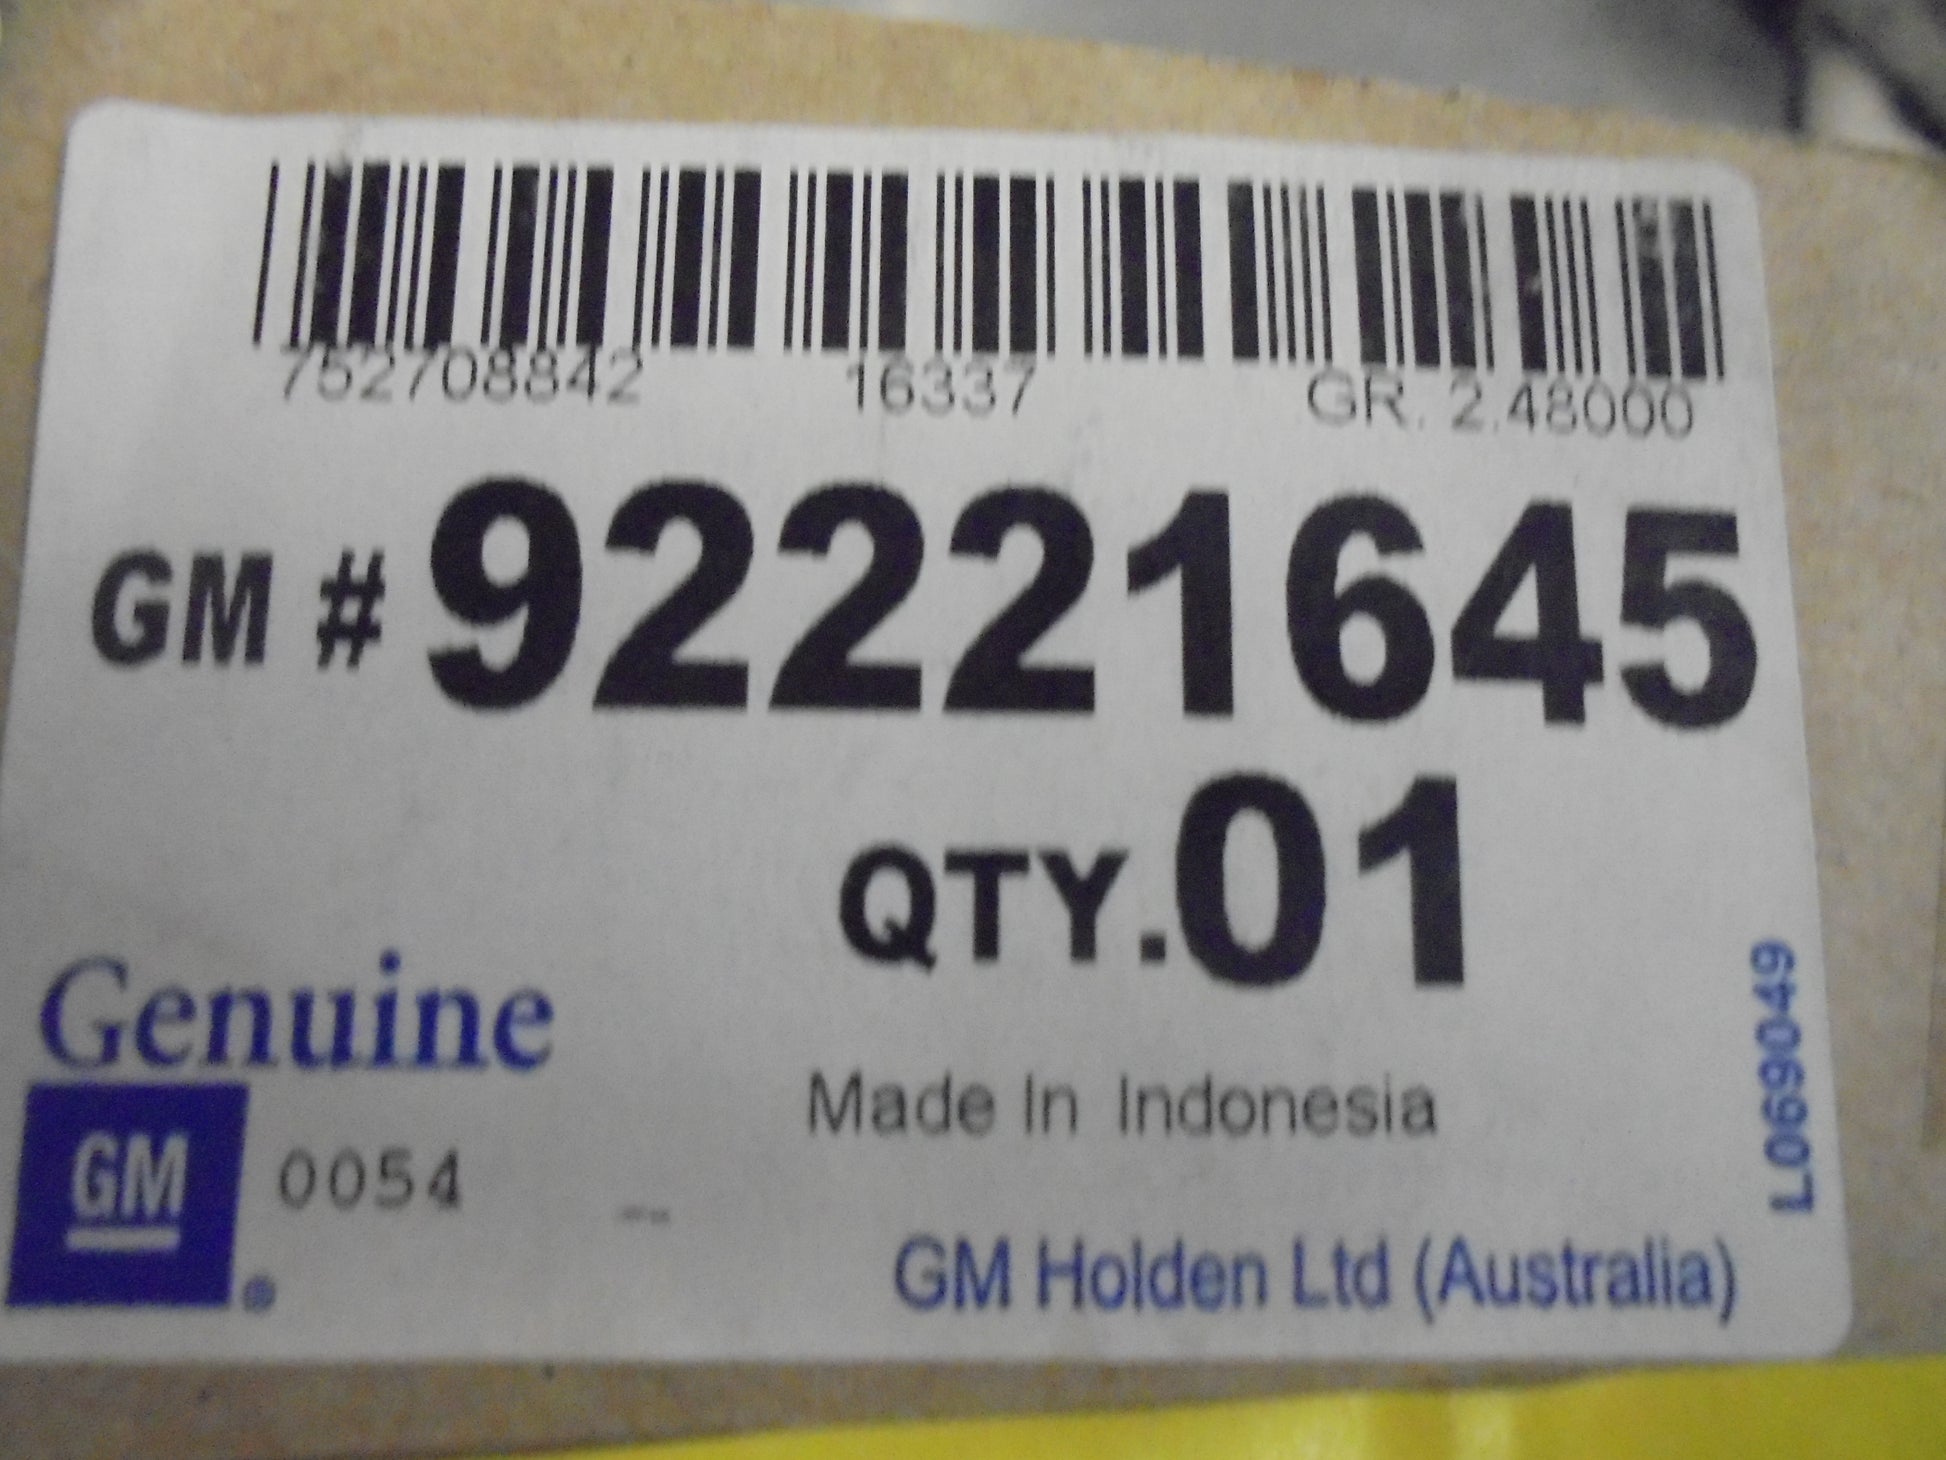 752708842 16337 GR. 2.48000
GM # 92221645
QTY.01
Genuine
Made In Indonesia
GM 0054
GM Holden Ltd (Australia)
L069049